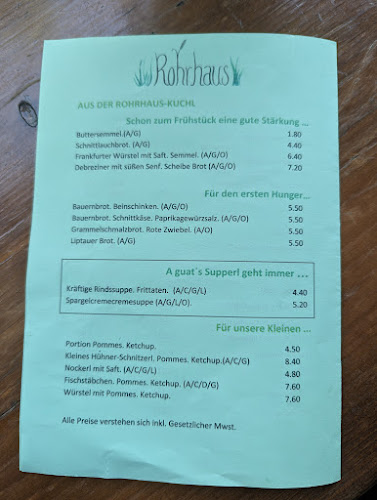 Rohrhaus
AUS DER ROHRHAUS-KUCHL
Schon zum Frühstück eine gute Stärkung ...
Buttersemmel.(A/G) 1.80
Schnittlauchbrot. (A/G) 4.40
Frankfurter Würstel mit Saft. Semmel. (A/G/O) 6.40
Debreziner mit süßen Senf. Scheibe Brot (A/G/O) 7.20
Für den ersten Hunger...
Bauernbrot. Beinschinken. (A/G/O) 5.50
Bauernbrot. Schnittkäse. Paprikagewürzsalz. (A/G/O) 5.50
Grammelschmalzbrot. Rote Zwiebel. (A/O) 5.50
Liptauer Brot. (A/G) 5.50
A guat´s Supperl geht immer ...
Kräftige Rindssuppe. Frittaten. (A/C/G/L) 4.40
Spargelcremecremesuppe (A/G/L/O). 5.20
Für unsere Kleinen ...
Portion Pommes. Ketchup. 4.50
Kleines Hühner-Schnitzerl. Pommes. Ketchup.(A/C/G) 8.40
Nockerl mit Saft. (A/C/G/L) 4.80
Fischstäbchen. Pommes. Ketchup. (A/C/D/G) 7.60
Würstel mit Pommes. Ketchup. 7.60
Alle Preise verstehen sich inkl. Gesetzlicher Mwst.